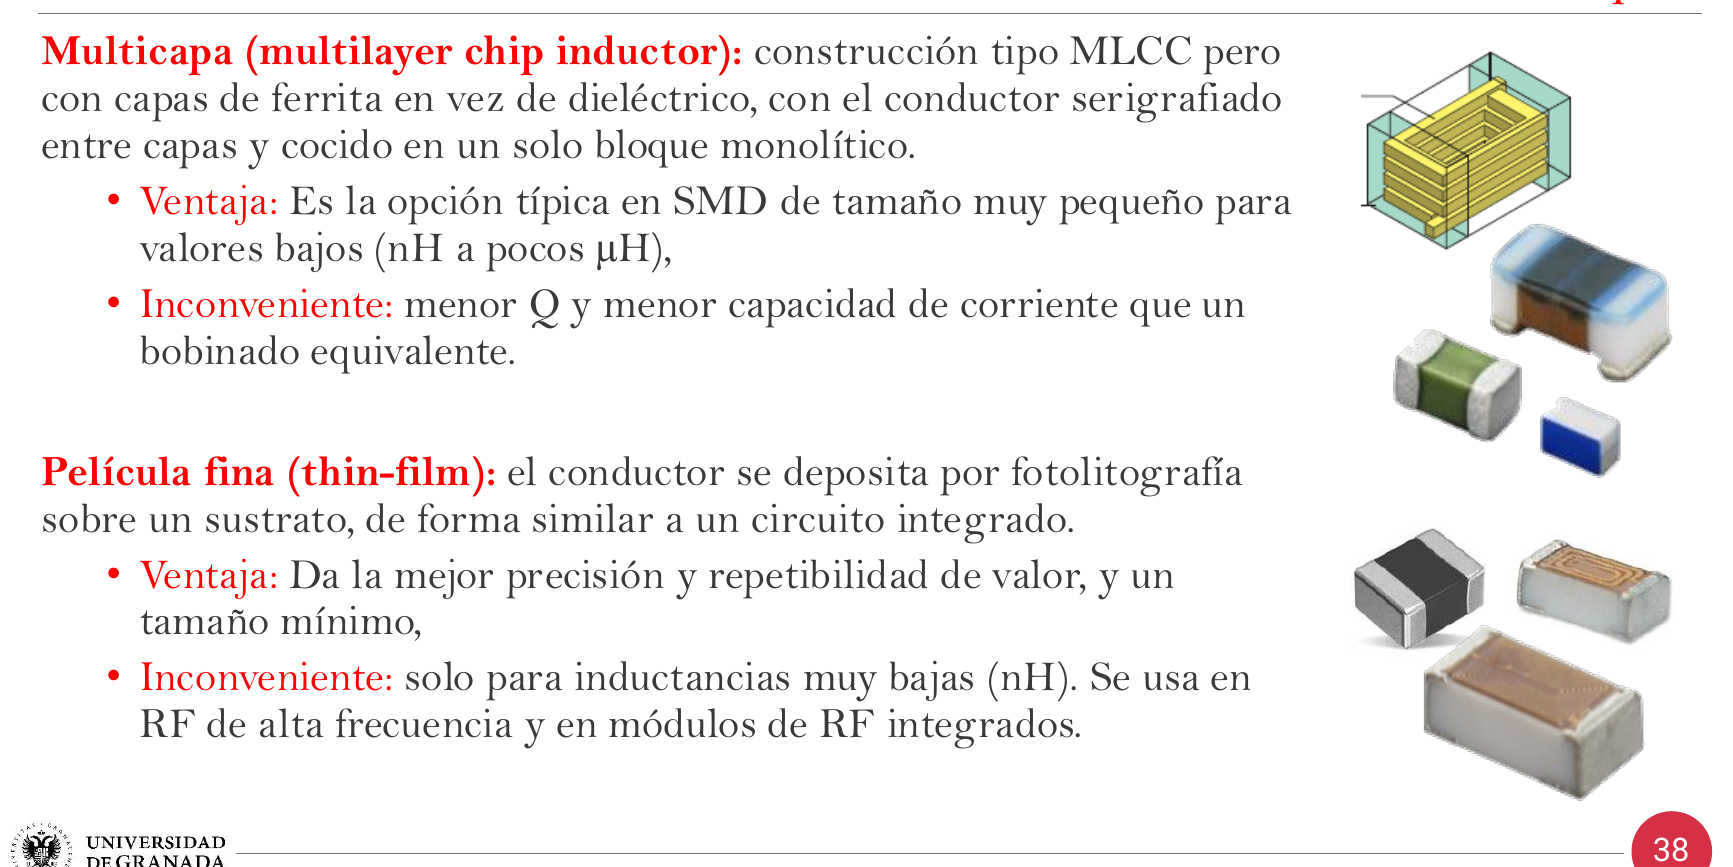 Multicapa (multilayer chip inductor): construcción tipo MLCC pero
con capas de ferrita en vez de dieléctrico, con el conductor serigrafiado
entre capas y cocido en un solo bloque monolítico.
• Ventaja: Es la opción típica en SMD de tamaño muy pequeño para
valores bajos (nH a pocos μH),
• Inconveniente: menor Q y menor capacidad de corriente que un
bobinado equivalente.
Película fina (thin-film): el conductor se deposita por fotolitografía
sobre un sustrato, de forma similar a un circuito integrado.
• Ventaja: Da la mejor precisión y repetibilidad de valor, y un
tamaño mínimo,
• Inconveniente: solo para inductancias muy bajas (nH). Se usa en
RF de alta frecuencia y en módulos de RF integrados.
UNIVERSIDAD
DE GRANADA
38